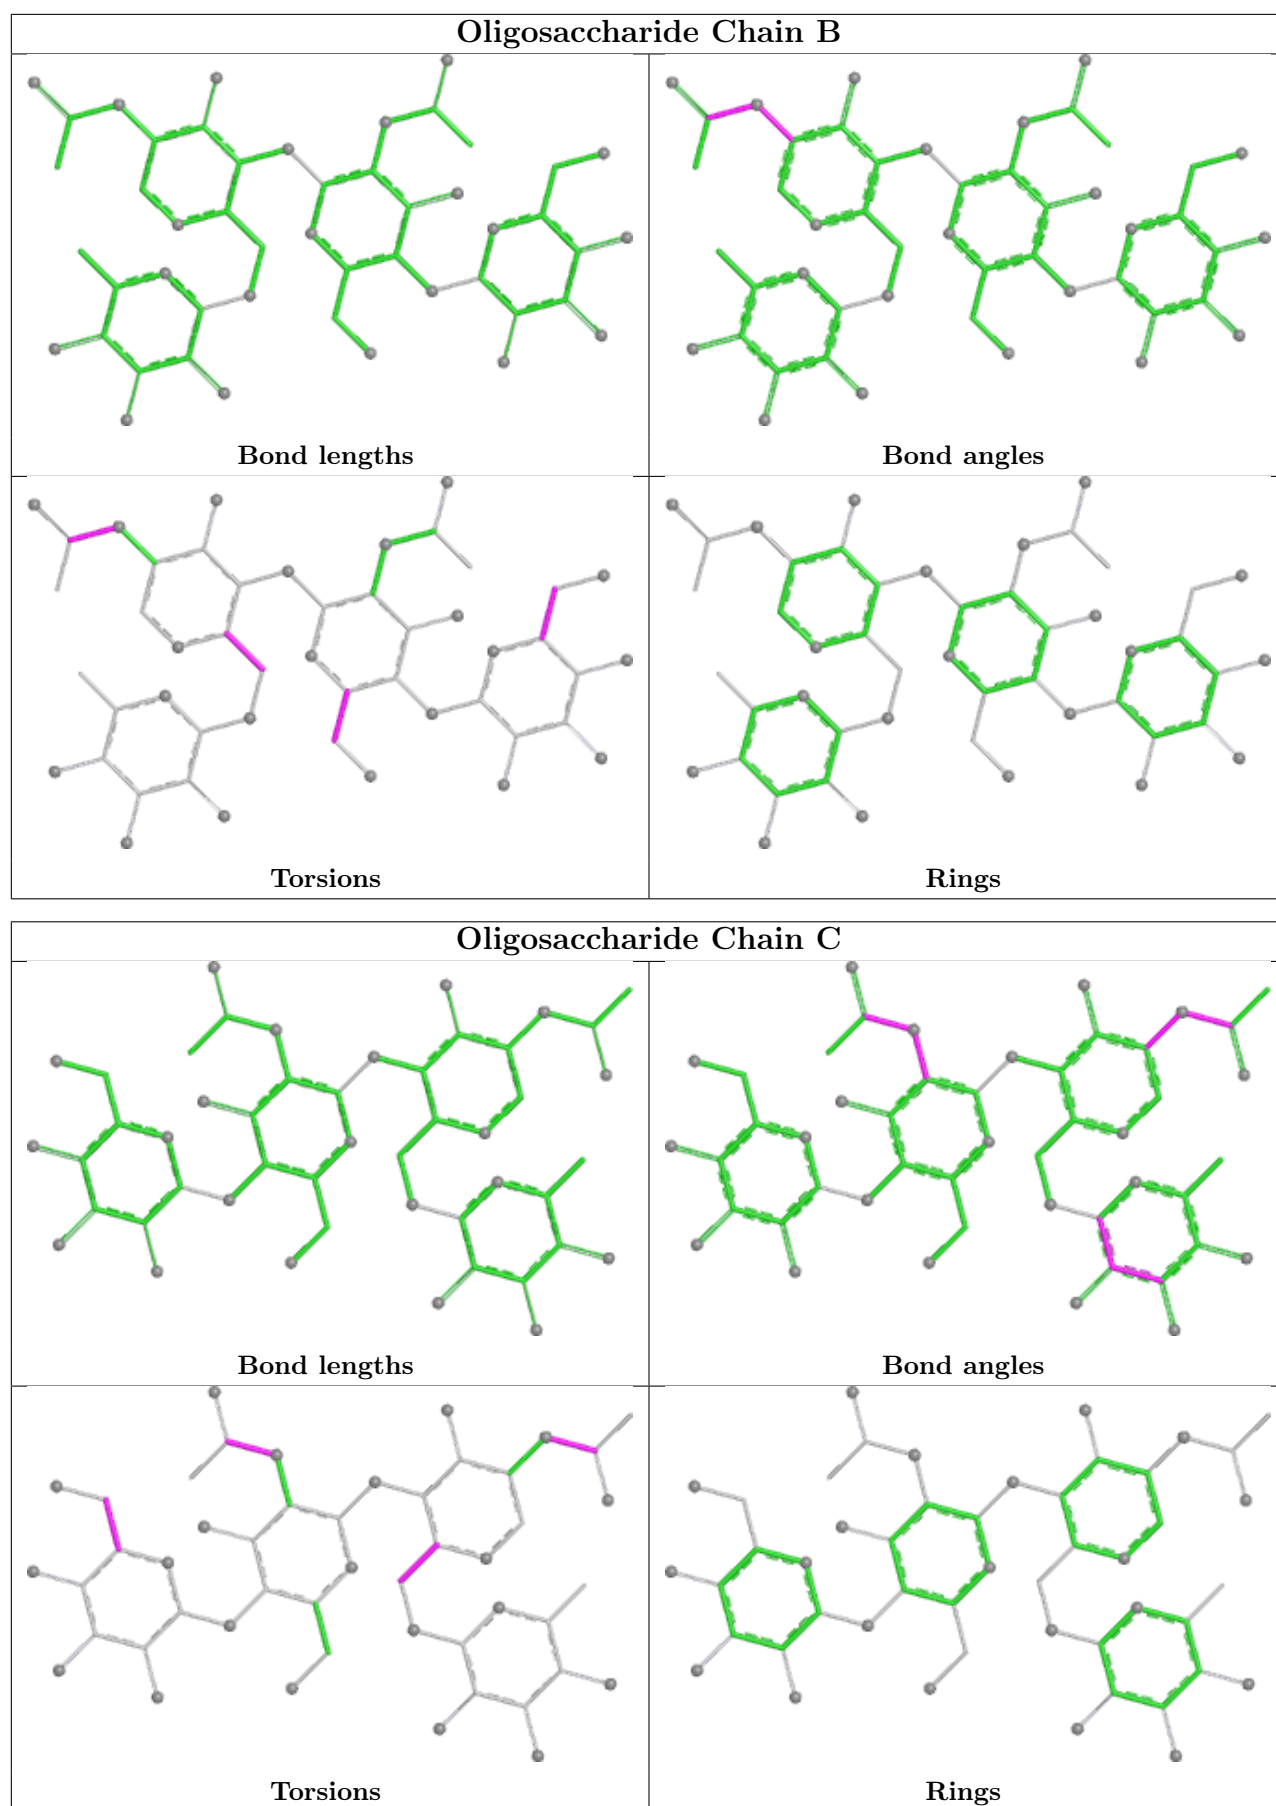 Oligosaccharide Chain B
Bond lengths
Bond angles
Torsions
Rings
Oligosaccharide Chain C
Bond lengths
Bond angles
Torsions
Rings